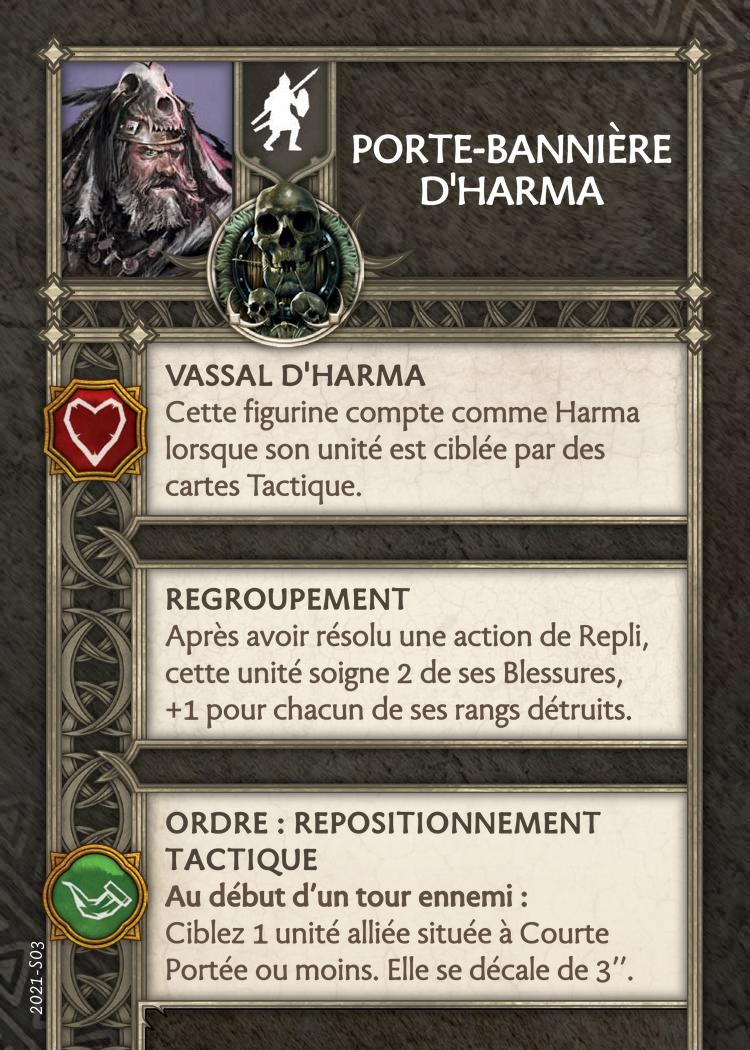 PORTE-BANNIÈRE
D'HARMA
VASSAL D'HARMA
Cette figurine compte comme Harma
lorsque son unité est ciblée par des
cartes Tactique.
REGROUPEMENT
Après avoir résolu une action de Repli,
cette unité soigne 2 de ses Blessures,
+1 pour chacun de ses rangs détruits.
ORDRE : REPOSITIONNEMENT
TACTIQUE
Au début d’un tour ennemi :
Ciblez 1 unité alliée située à Courte
Portée ou moins. Elle se décale de 3’’.
2021-S03